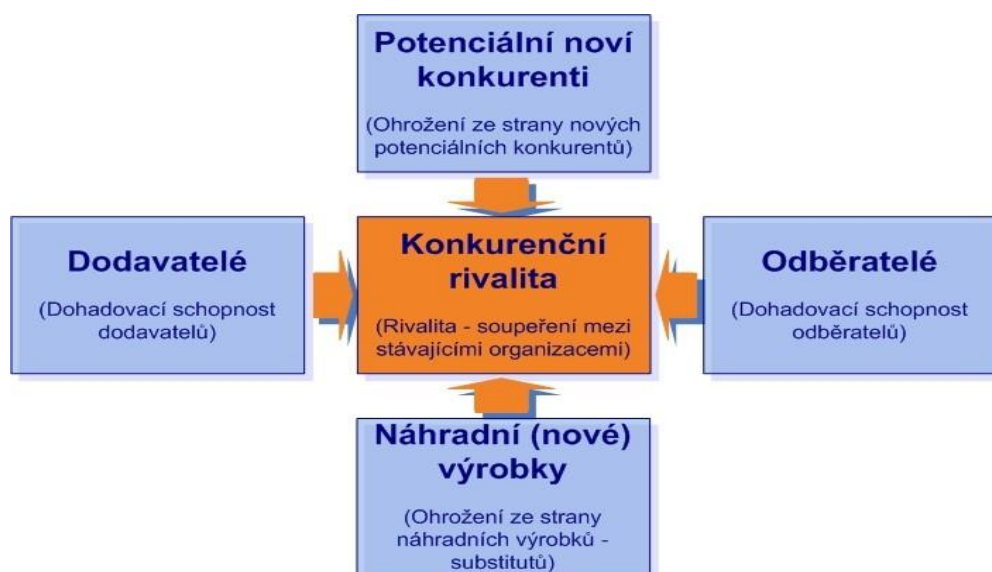 Potenciální noví
konkurenti
(Ohrožení ze strany nových
potenciálních konkurentů)
Dodavatelé
(Dohadovací schopnost
dodavatelů)
Konkurenční
rivalita
(Rivalita - soupeření mezi
stávajícími organizacemi)
Odběratelé
(Dohadovací schopnost
odběratelů)
Náhradní (nové)
výrobky
(Ohrožení ze strany
náhradních výrobků -
substitutů)